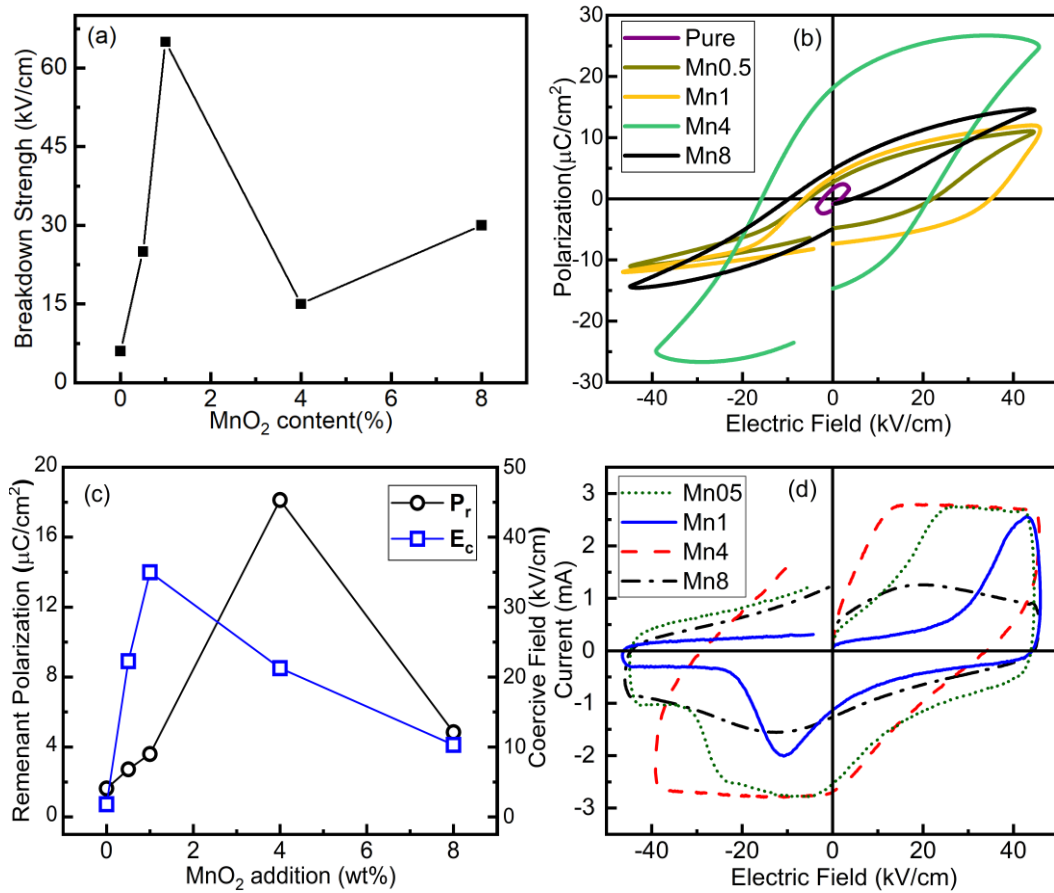 (a)
Breakdown Strengh (kV/cm)
60
45
30
15
0
0 2 4 6 8
MnO2 content(%)
(b)
Pure
Mn0.5
Mn1
Mn4
Mn8
Polarization(μC/cm2)
30
20
10
0
-10
-20
-30
-40 -20 0 20 40
Electric Field (kV/cm)
(c)
Pr
Ec
Remenant Polarization (μC/cm2)
20
16
12
8
4
0
Coercive Field (kV/cm)
50
40
30
20
10
0
0 2 4 6 8
MnO2 addition (wt%)
(d)
Mn05
Mn1
Mn4
Mn8
Current (mA)
3
2
1
0
-1
-2
-3
-40 -20 0 20 40
Electric Field (kV/cm)